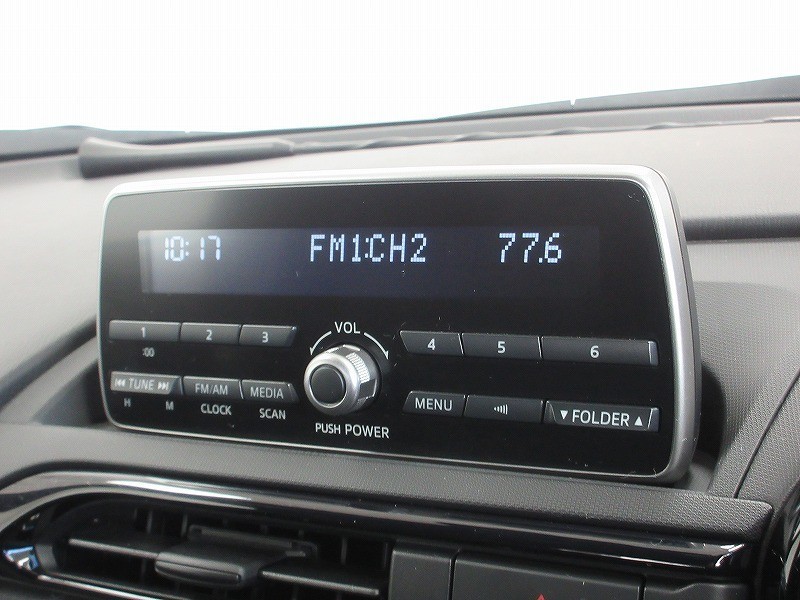 10:17 FM1:CH2 77.6
VOL
1 2 3 4 5 6
:00
⏮ TUNE ⏭ FM/AM MEDIA MENU ▼ FOLDER ▲
H M CLOCK SCAN
PUSH POWER